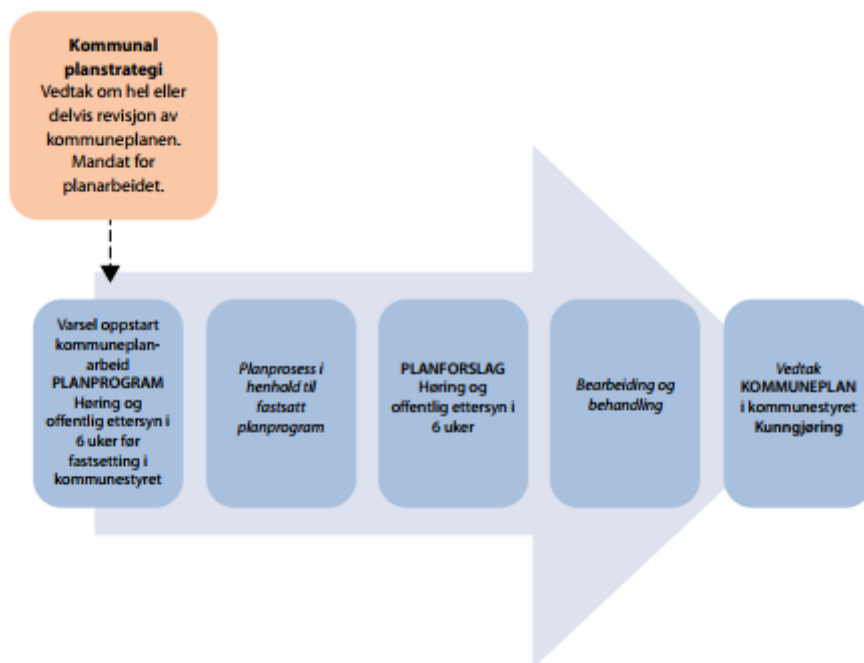 Kommunal
planstrategi
Vedtak om hel eller
delvis revisjon av
kommuneplanen.
Mandat for
planarbeidet.
Varsel oppstart
kommuneplan-
arbeid
PLANPROGRAM
Høring og
offentlig ettersyn i
6 uker før
fastsetting i
kommunestyret
Planprosess i
henhold til
fastsatt
planprogram
PLANFORSLAG
Høring og
offentlig ettersyn i
6 uker
Bearbeiding og
behandling
Vedtak
KOMMUNEPLAN
i kommunestyret
Kunngjøring